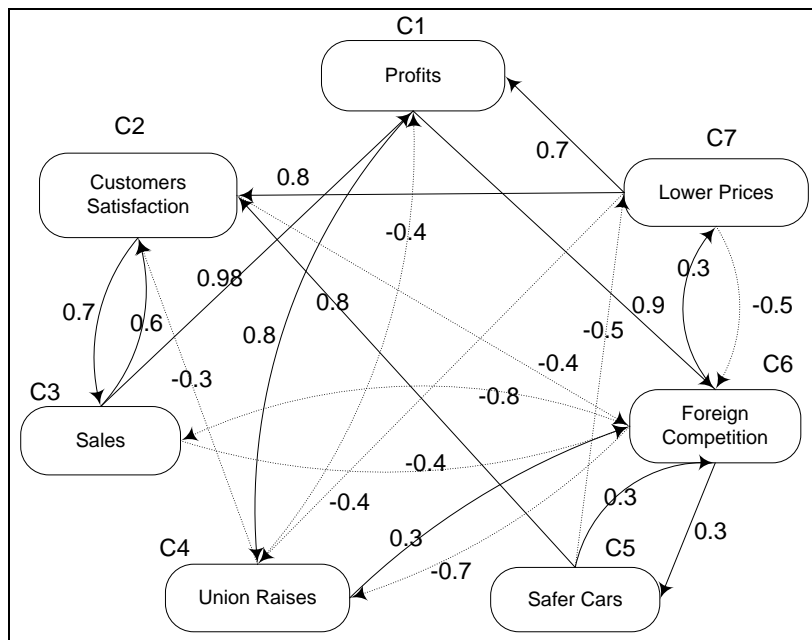 C1
Profits
C2
Customers
Satisfaction
C7
Lower Prices
0.8
0.7
-0.4
0.98
0.8
0.3
0.9
-0.5
0.7
0.6
0.8
-0.5
-0.3
-0.4
C6
Foreign
Competition
C3
Sales
-0.8
-0.4
-0.4
0.3
0.3
0.3
-0.7
C4
Union Raises
C5
Safer Cars